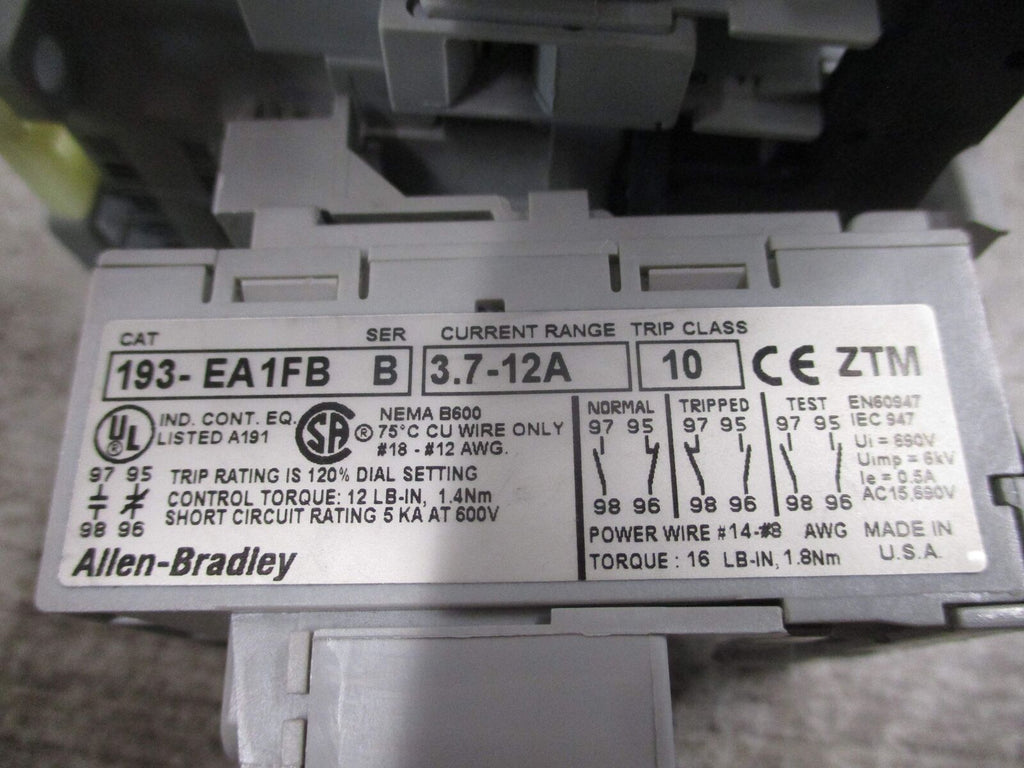 CAT SER CURRENT RANGE TRIP CLASS
193- EA1FB B 3.7-12A 10 CE ZTM
UL IND. CONT. EQ. LISTED A191
SA ® NEMA B600
75°C CU WIRE ONLY
#18 - #12 AWG.
97 95
98 96
TRIP RATING IS 120% DIAL SETTING
CONTROL TORQUE: 12 LB-IN, 1.4Nm
SHORT CIRCUIT RATING 5 KA AT 600V
Allen-Bradley
NORMAL TRIPPED TEST
97 95 97 95 97 95
98 96 98 96 98 96
EN60947
IEC 947
Ui = 690V
Uimp = 6kV
Ie = 0.5A
AC15,690V
POWER WIRE #14-#8 AWG
TORQUE : 16 LB-IN, 1.8Nm
MADE IN
U.S.A.